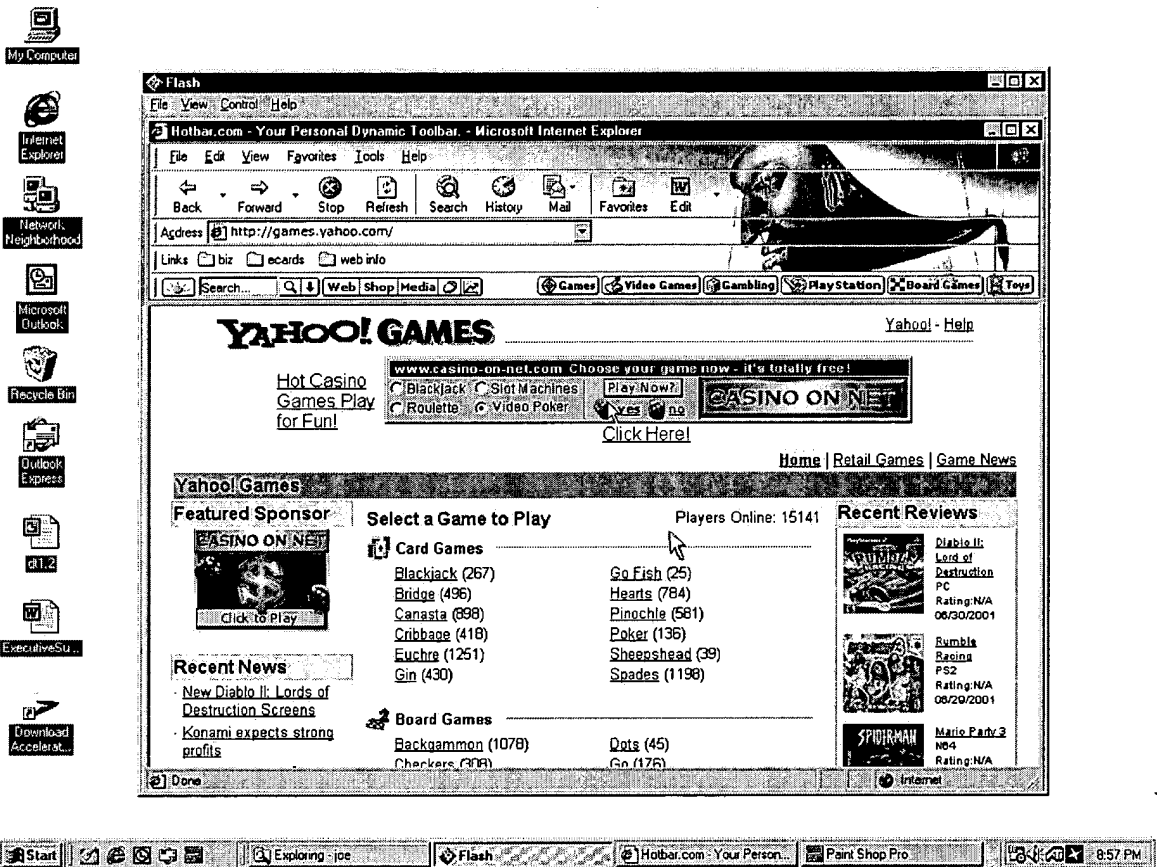 My Computer
Internet
Explorer
Network
Neighborhood
Microsoft
Outlook
Recycle Bin
Outlook
Express
dt1.2
ExecutiveSu...
Download
Accelerat...
Flash
File View Control Help
Hotbar.com - Your Personal Dynamic Toolbar. - Microsoft Internet Explorer
File Edit View Favorites Tools Help
Back Forward Stop Refresh Search History Mail Favorites Edit
Address http://games.yahoo.com/
Links biz ecards web info
Search... Web Shop Media Games Video Games Gambling PlayStation Board Games Toys
YAHOO! GAMES
Yahoo! - Help
Hot Casino
Games Play
for Fun!
www.casino-on-net.com Choose your game now - it's totally free!
Blackjack Slot Machines Play Now?
Roulette Video Poker yes no
CASINO ON NET
Click Here!
Home | Retail Games | Game News
Yahoo! Games
Featured Sponsor
CASINO ON NET
Click to Play
Recent News
· New Diablo II: Lords of
Destruction Screens
· Konami expects strong
profits
Select a Game to Play Players Online: 15141
Card Games
Blackjack (267) Go Fish (25)
Bridge (496) Hearts (784)
Canasta (898) Pinochle (581)
Cribbage (418) Poker (136)
Euchre (1251) Sheepshead (39)
Gin (430) Spades (1198)
Board Games
Backgammon (1078) Dots (45)
Checkers (308) Go (176)
Recent Reviews
Diablo II:
Lord of
Destruction
PC
Rating:N/A
06/30/2001
RUMBLE
Rumble
Racing
PS2
Rating:N/A
06/29/2001
SPIDERMAN
Mario Party 3
N64
Rating:N/A
Done Internet
Start Exploring - joe Flash Hotbar.com - Your Person... Paint Shop Pro 8:57 PM